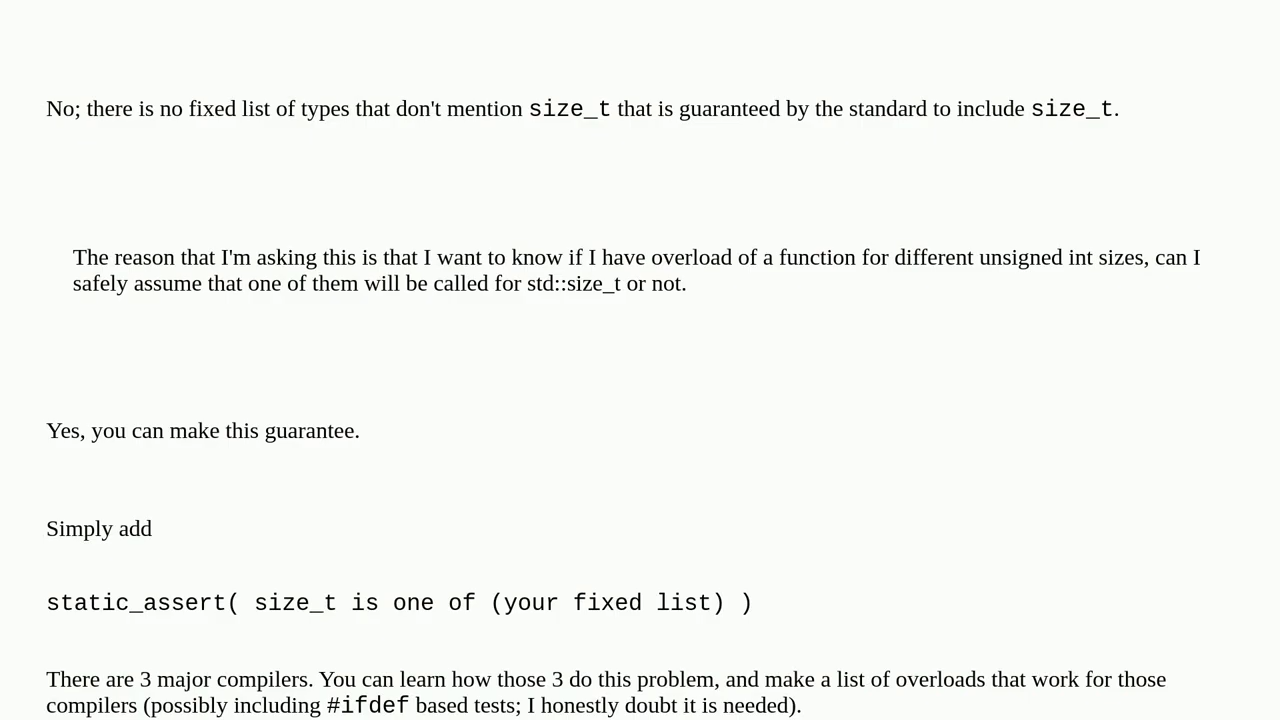 No; there is no fixed list of types that don't mention size_t that is guaranteed by the standard to include size_t.
The reason that I'm asking this is that I want to know if I have overload of a function for different unsigned int sizes, can I
safely assume that one of them will be called for std::size_t or not.
Yes, you can make this guarantee.
Simply add
static_assert( size_t is one of (your fixed list) )
There are 3 major compilers. You can learn how those 3 do this problem, and make a list of overloads that work for those
compilers (possibly including #ifdef based tests; I honestly doubt it is needed).